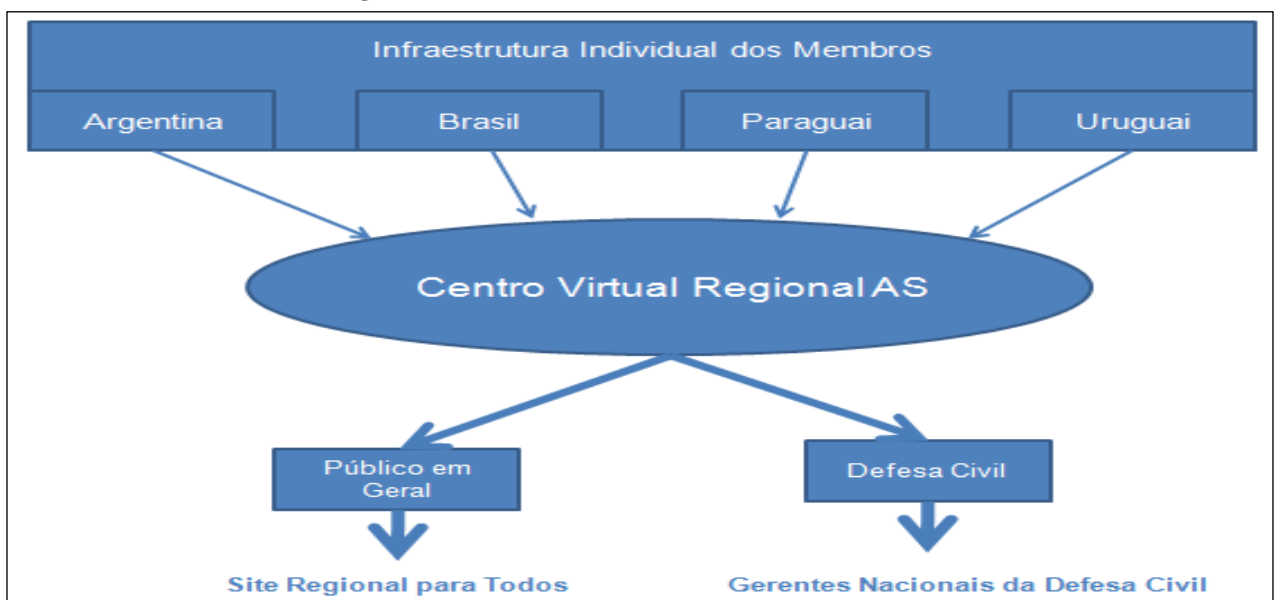 Infraestrutura Individual dos Membros
Argentina
Brasil
Paraguai
Uruguai
Centro Virtual Regional AS
Público em
Geral
Defesa Civil
Site Regional para Todos
Gerentes Nacionais da Defesa Civil